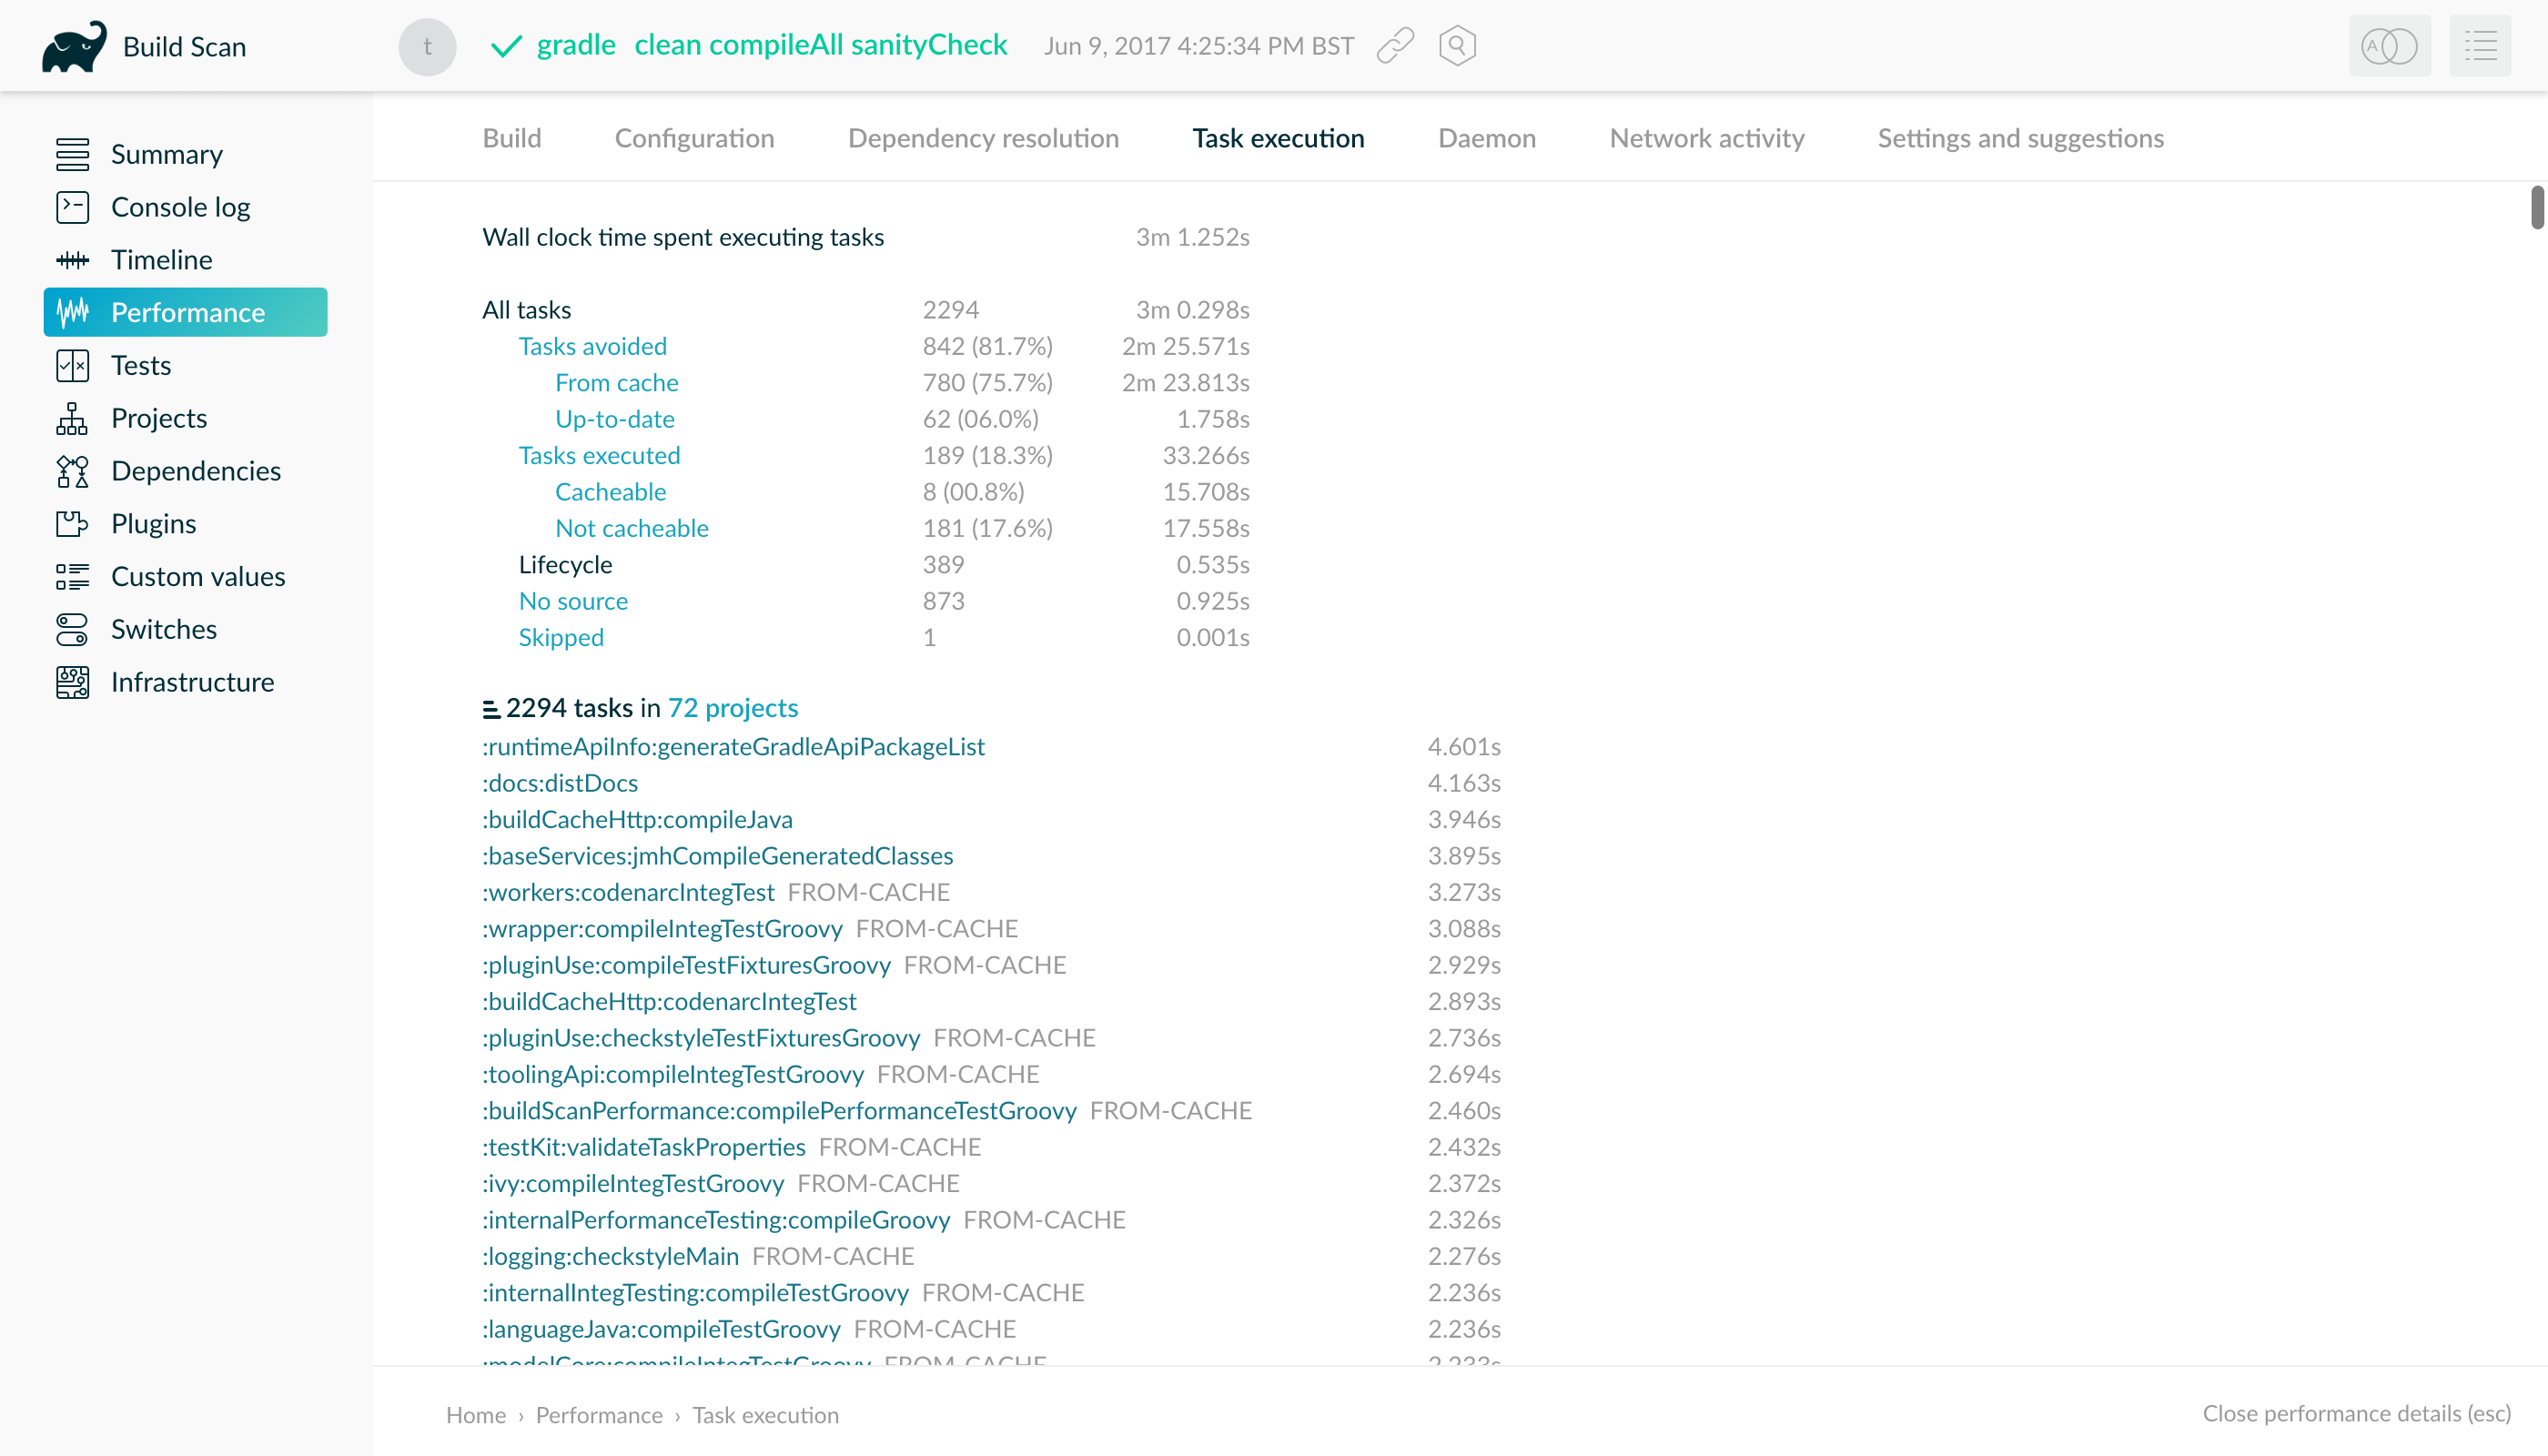 Build Scan
t gradle clean compileAll sanityCheck Jun 9, 2017 4:25:34 PM BST
A
Summary
Console log
Timeline
Performance
Tests
Projects
Dependencies
Plugins
Custom values
Switches
Infrastructure
Build Configuration Dependency resolution Task execution Daemon Network activity Settings and suggestions
Wall clock time spent executing tasks 3m 1.252s
All tasks 2294 3m 0.298s
Tasks avoided 842 (81.7%) 2m 25.571s
From cache 780 (75.7%) 2m 23.813s
Up-to-date 62 (06.0%) 1.758s
Tasks executed 189 (18.3%) 33.266s
Cacheable 8 (00.8%) 15.708s
Not cacheable 181 (17.6%) 17.558s
Lifecycle 389 0.535s
No source 873 0.925s
Skipped 1 0.001s
2294 tasks in 72 projects
:runtimeApiInfo:generateGradleApiPackageList 4.601s
:docs:distDocs 4.163s
:buildCacheHttp:compileJava 3.946s
:baseServices:jmhCompileGeneratedClasses 3.895s
:workers:codenarcIntegTest FROM-CACHE 3.273s
:wrapper:compileIntegTestGroovy FROM-CACHE 3.088s
:pluginUse:compileTestFixturesGroovy FROM-CACHE 2.929s
:buildCacheHttp:codenarcIntegTest 2.893s
:pluginUse:checkstyleTestFixturesGroovy FROM-CACHE 2.736s
:toolingApi:compileIntegTestGroovy FROM-CACHE 2.694s
:buildScanPerformance:compilePerformanceTestGroovy FROM-CACHE 2.460s
:testKit:validateTaskProperties FROM-CACHE 2.432s
:ivy:compileIntegTestGroovy FROM-CACHE 2.372s
:internalPerformanceTesting:compileGroovy FROM-CACHE 2.326s
:logging:checkstyleMain FROM-CACHE 2.276s
:internalIntegTesting:compileTestGroovy FROM-CACHE 2.236s
:languageJava:compileTestGroovy FROM-CACHE 2.236s
:modelCore:compileIntegTestGroovy FROM-CACHE 2.233s
Home › Performance › Task execution
Close performance details (esc)